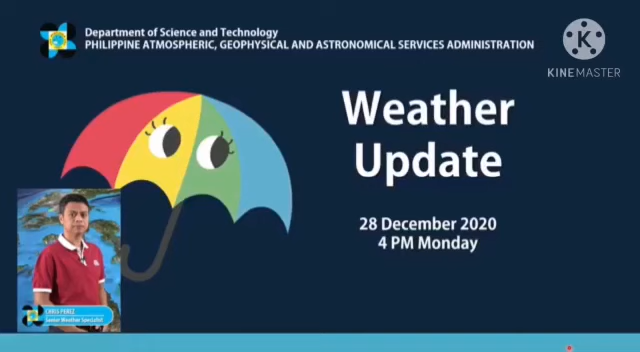 Department of Science and Technology
PHILIPPINE ATMOSPHERIC, GEOPHYSICAL AND ASTRONOMICAL SERVICES ADMINISTRATION
KINEMASTER
Weather
Update
28 December 2020
4 PM Monday
CHRIS PEREZ
Senior Weather Specialist